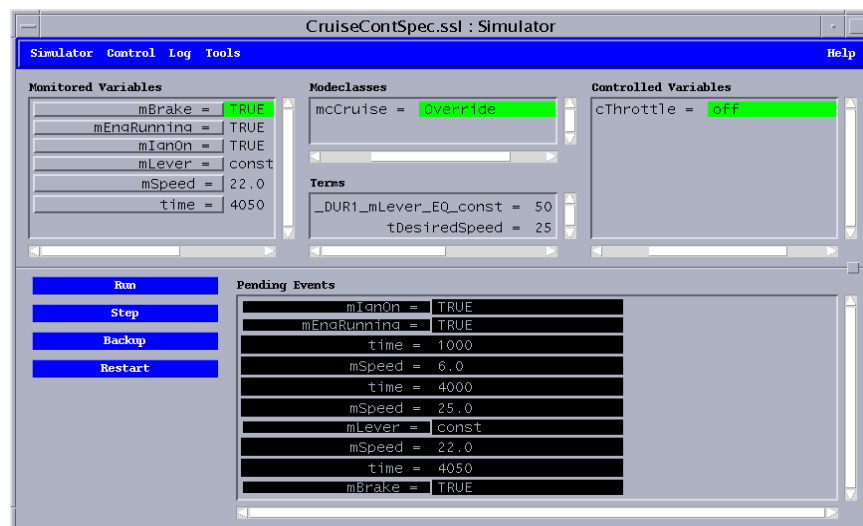 CruiseContSpec.ssl : Simulator
Simulator Control Log Tools Help
Monitored Variables
mBrake = TRUE
mEngRunning = TRUE
mIgnOn = TRUE
mLever = const
mSpeed = 22.0
time = 4050
Modeclasses
mcCruise = Override
Terms
_DUR1_mLever_EQ_const = 50
tDesiredSpeed = 25
Controlled Variables
cThrottle = off
Run
Step
Backup
Restart
Pending Events
mIgnOn = TRUE
mEngRunning = TRUE
time = 1000
mSpeed = 6.0
time = 4000
mSpeed = 25.0
mLever = const
mSpeed = 22.0
time = 4050
mBrake = TRUE